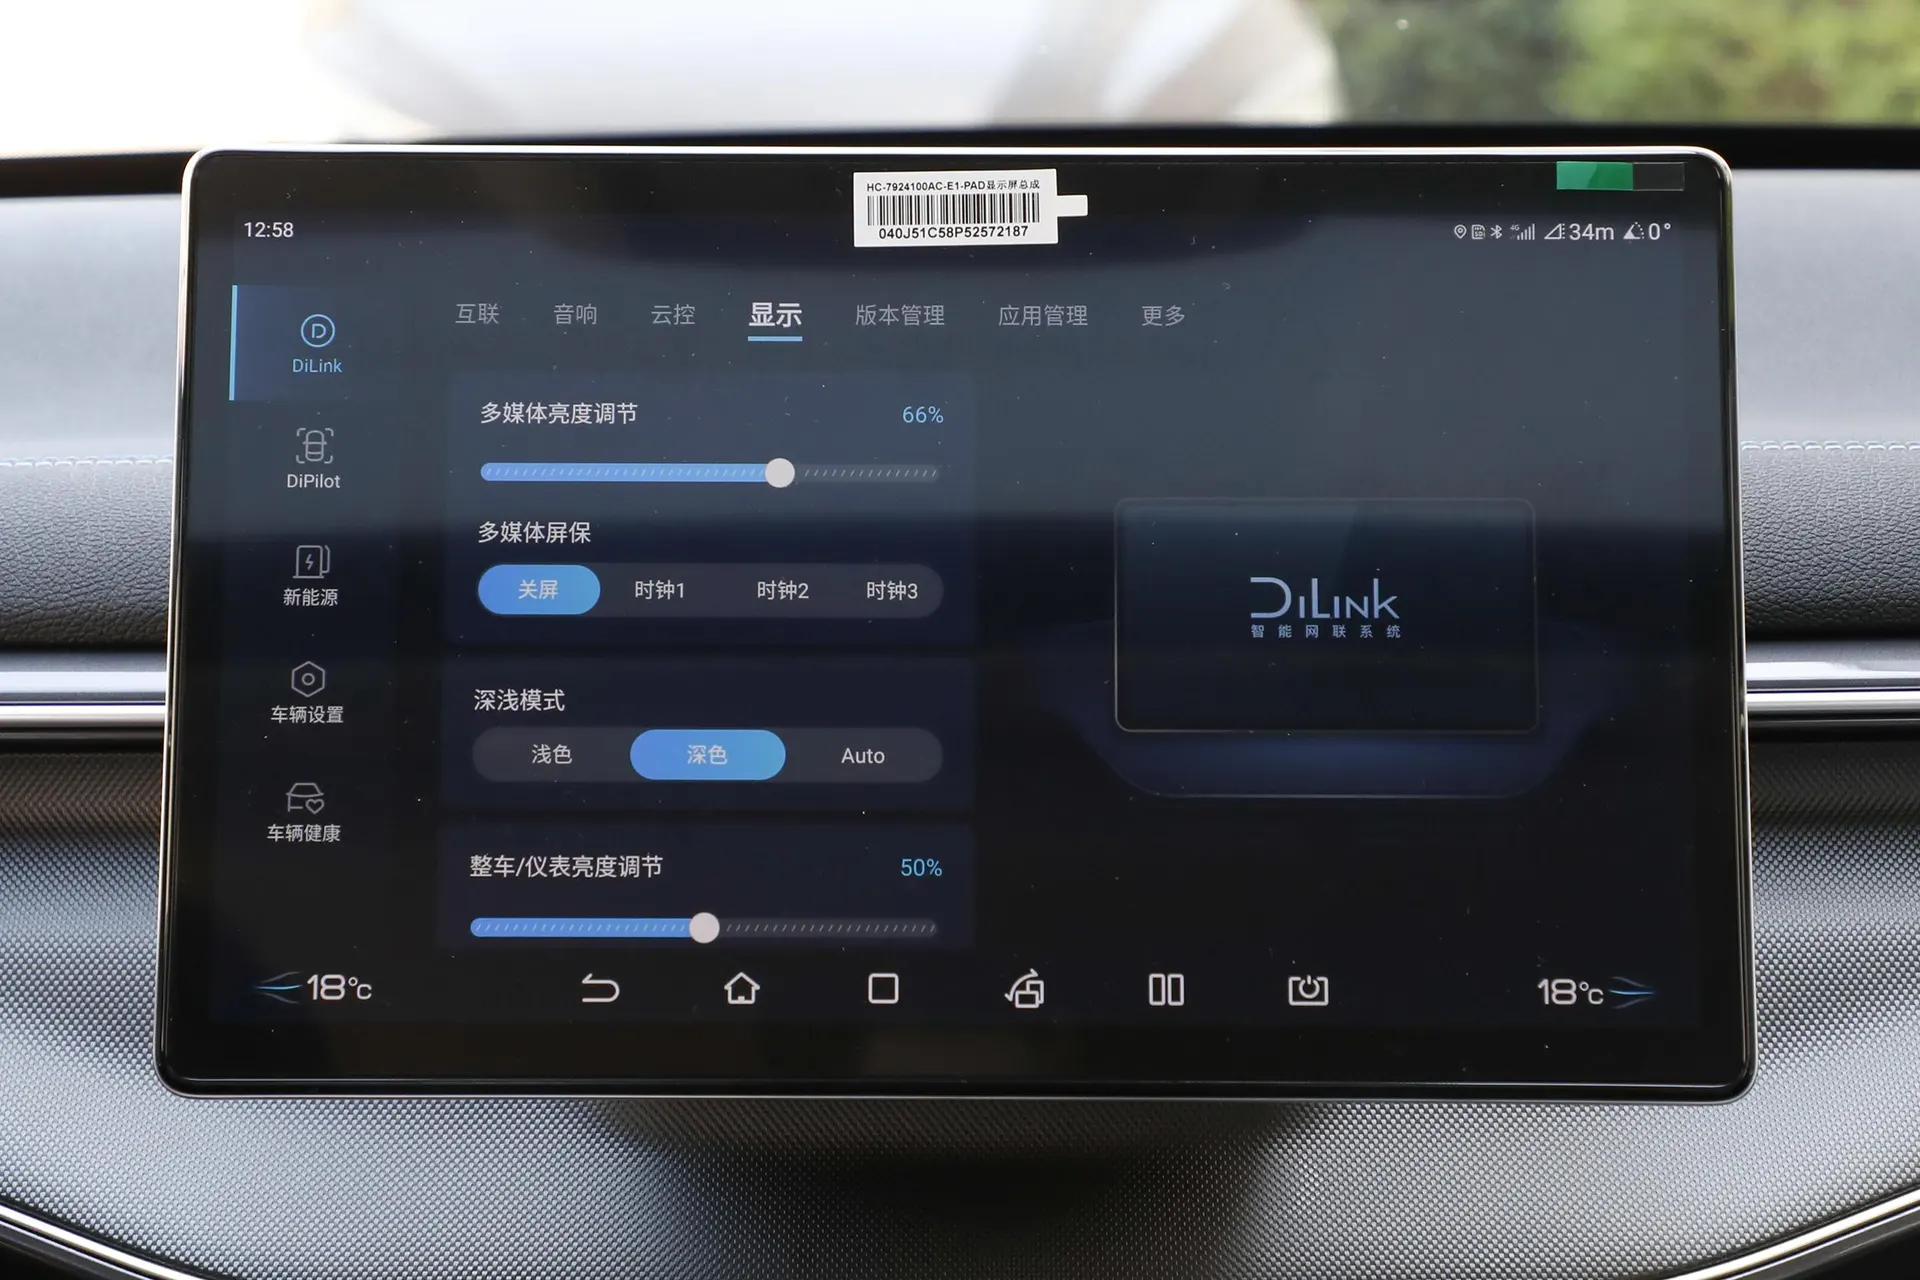 HC-7924100AC-E1-PAD显示屏总成
040J51C58P52572187
12:58
4G 34m 0°
互联 音响 云控 显示 版本管理 应用管理 更多
DiLink
DiPilot
新能源
车辆设置
车辆健康
多媒体亮度调节 66%
多媒体屏保
关屏 时钟1 时钟2 时钟3
深浅模式
浅色 深色 Auto
整车/仪表亮度调节 50%
DiLink
智能网联系统
18°C 18°C